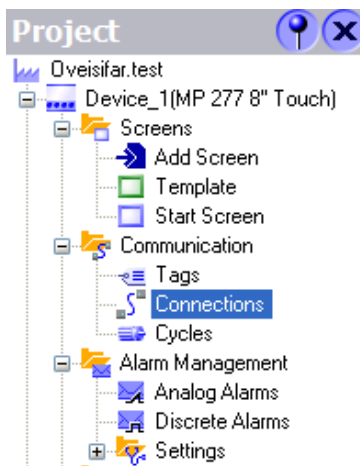 Project
Oveisifar.test
Device_1(MP 277 8" Touch)
Screens
Add Screen
Template
Start Screen
Communication
Tags
Connections
Cycles
Alarm Management
Analog Alarms
Discrete Alarms
Settings